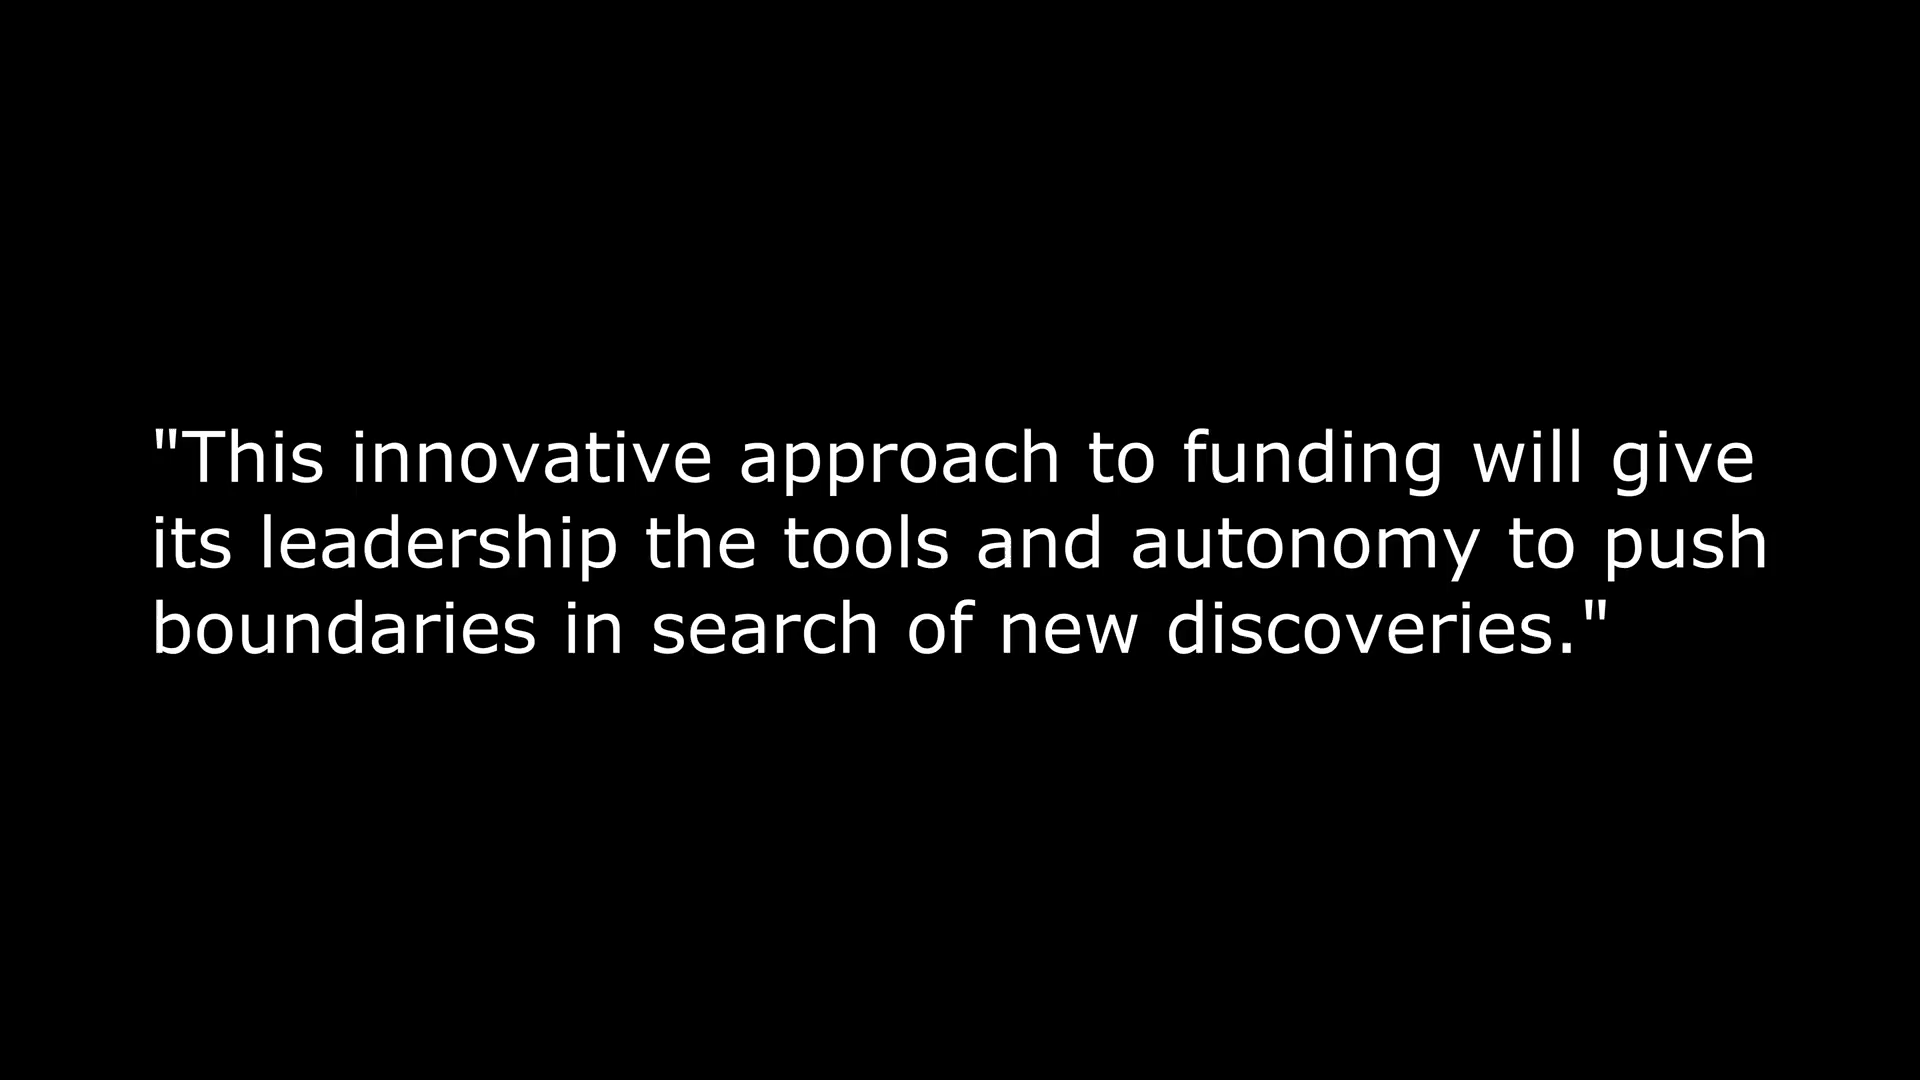 "This innovative approach to funding will give
its leadership the tools and autonomy to push
boundaries in search of new discoveries."